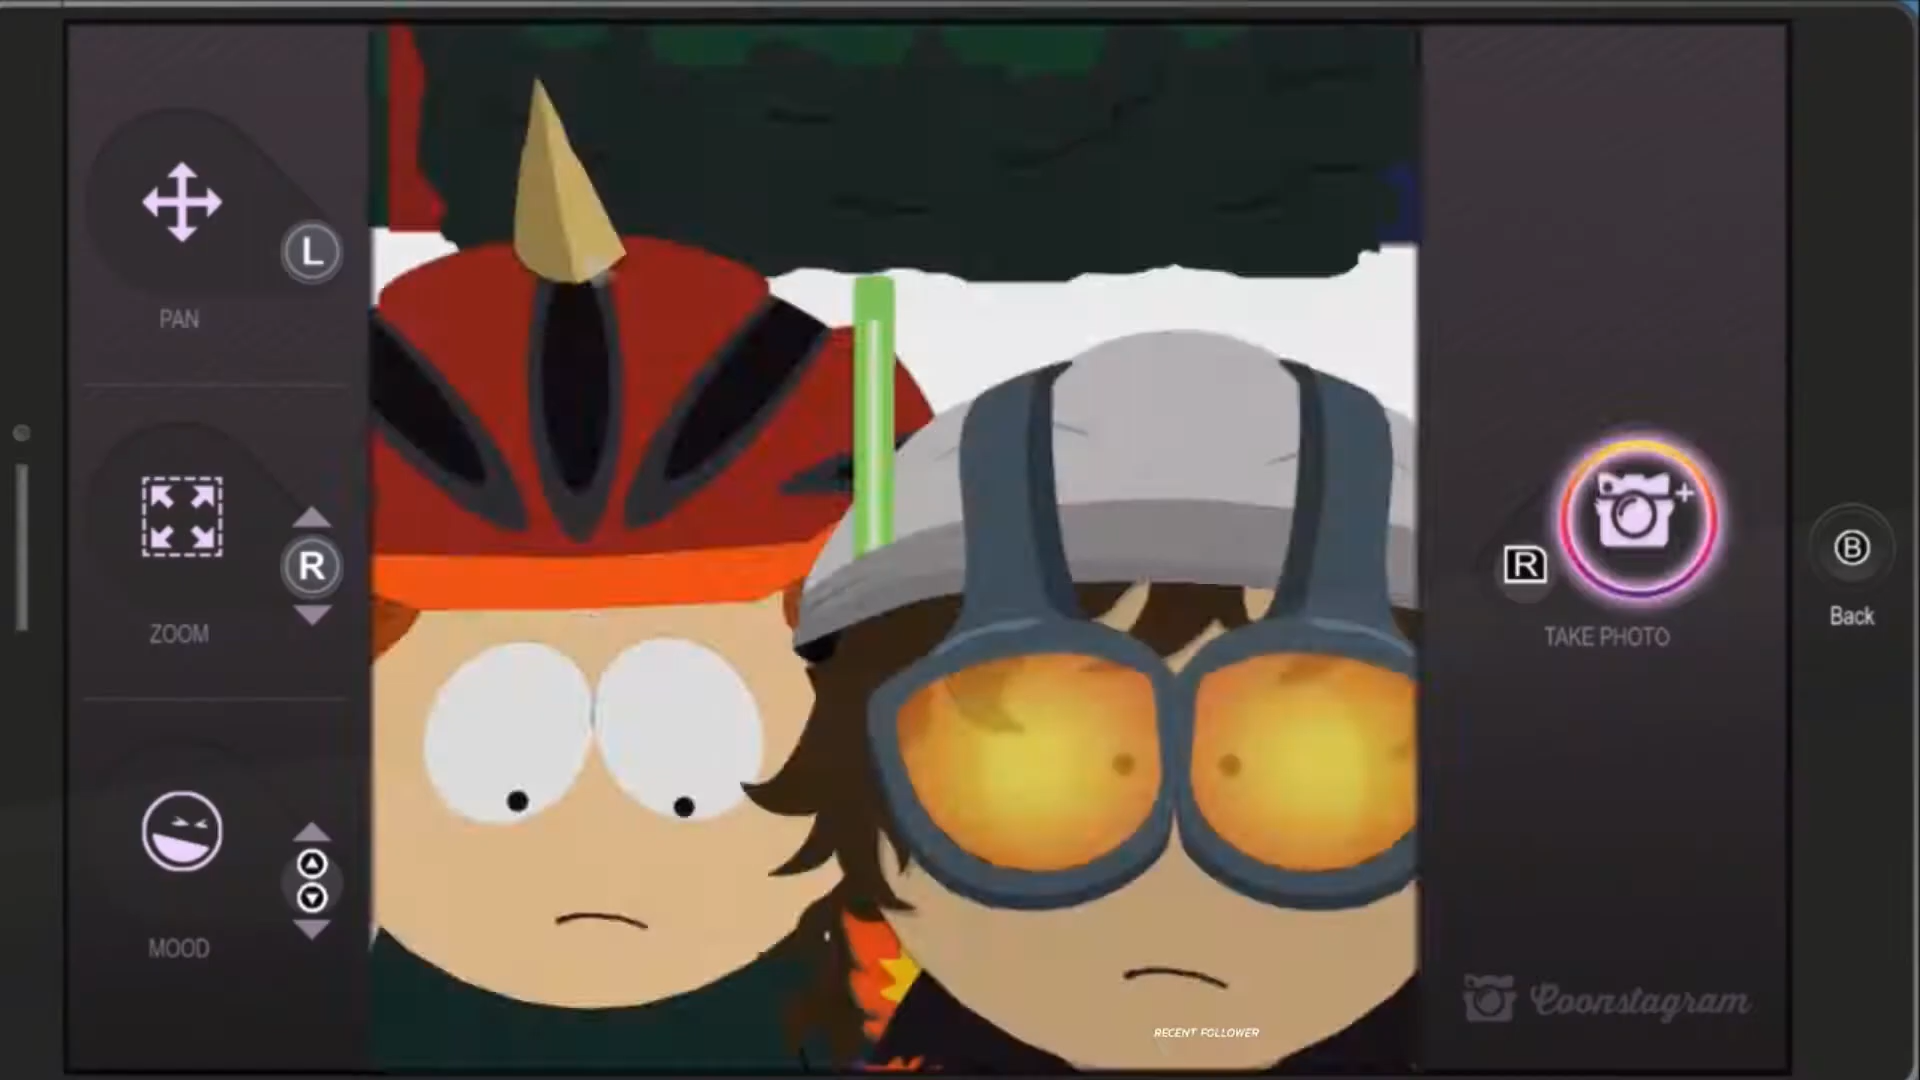 L
PAN
R
ZOOM
MOOD
R
TAKE PHOTO
B
Back
Coonstagram
RECENT FOLLOWER